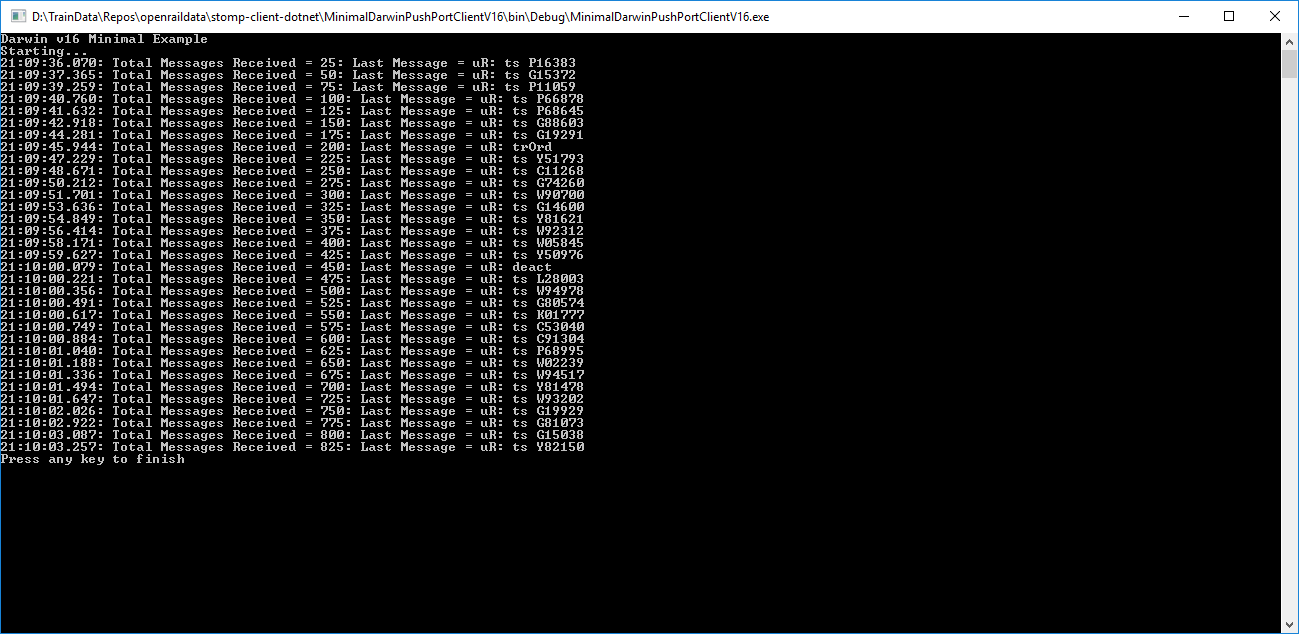 D:\TrainData\Repos\openraildata\stomp-client-dotnet\MinimalDarwinPushPortClientV16\bin\Debug\MinimalDarwinPushPortClientV16.exe
Darwin v16 Minimal Example
Starting...
21:09:36.070: Total Messages Received = 25: Last Message = uR: ts P16383
21:09:37.365: Total Messages Received = 50: Last Message = uR: ts G15372
21:09:39.259: Total Messages Received = 75: Last Message = uR: ts P11059
21:09:40.760: Total Messages Received = 100: Last Message = uR: ts P66878
21:09:41.632: Total Messages Received = 125: Last Message = uR: ts P68645
21:09:42.918: Total Messages Received = 150: Last Message = uR: ts G88603
21:09:44.281: Total Messages Received = 175: Last Message = uR: ts G19291
21:09:45.944: Total Messages Received = 200: Last Message = uR: trOrd
21:09:47.229: Total Messages Received = 225: Last Message = uR: ts Y51793
21:09:48.671: Total Messages Received = 250: Last Message = uR: ts C11268
21:09:50.212: Total Messages Received = 275: Last Message = uR: ts G74260
21:09:51.701: Total Messages Received = 300: Last Message = uR: ts W90700
21:09:53.636: Total Messages Received = 325: Last Message = uR: ts G14600
21:09:54.849: Total Messages Received = 350: Last Message = uR: ts Y81621
21:09:56.414: Total Messages Received = 375: Last Message = uR: ts W92312
21:09:58.171: Total Messages Received = 400: Last Message = uR: ts W05845
21:09:59.627: Total Messages Received = 425: Last Message = uR: ts Y50976
21:10:00.079: Total Messages Received = 450: Last Message = uR: deact
21:10:00.221: Total Messages Received = 475: Last Message = uR: ts L28003
21:10:00.356: Total Messages Received = 500: Last Message = uR: ts W94978
21:10:00.491: Total Messages Received = 525: Last Message = uR: ts G80574
21:10:00.617: Total Messages Received = 550: Last Message = uR: ts K01777
21:10:00.749: Total Messages Received = 575: Last Message = uR: ts C53040
21:10:00.884: Total Messages Received = 600: Last Message = uR: ts C91304
21:10:01.040: Total Messages Received = 625: Last Message = uR: ts P68995
21:10:01.188: Total Messages Received = 650: Last Message = uR: ts W02239
21:10:01.336: Total Messages Received = 675: Last Message = uR: ts W94517
21:10:01.494: Total Messages Received = 700: Last Message = uR: ts Y81478
21:10:01.647: Total Messages Received = 725: Last Message = uR: ts W93202
21:10:02.026: Total Messages Received = 750: Last Message = uR: ts G19929
21:10:02.922: Total Messages Received = 775: Last Message = uR: ts G81073
21:10:03.087: Total Messages Received = 800: Last Message = uR: ts G15038
21:10:03.257: Total Messages Received = 825: Last Message = uR: ts Y82150
Press any key to finish